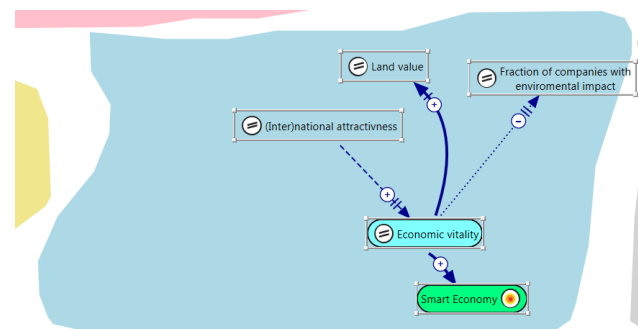 Land value
Fraction of companies with
enviromental impact
(Inter)national attractivness
+
−
+
Economic vitality
+
Smart Economy